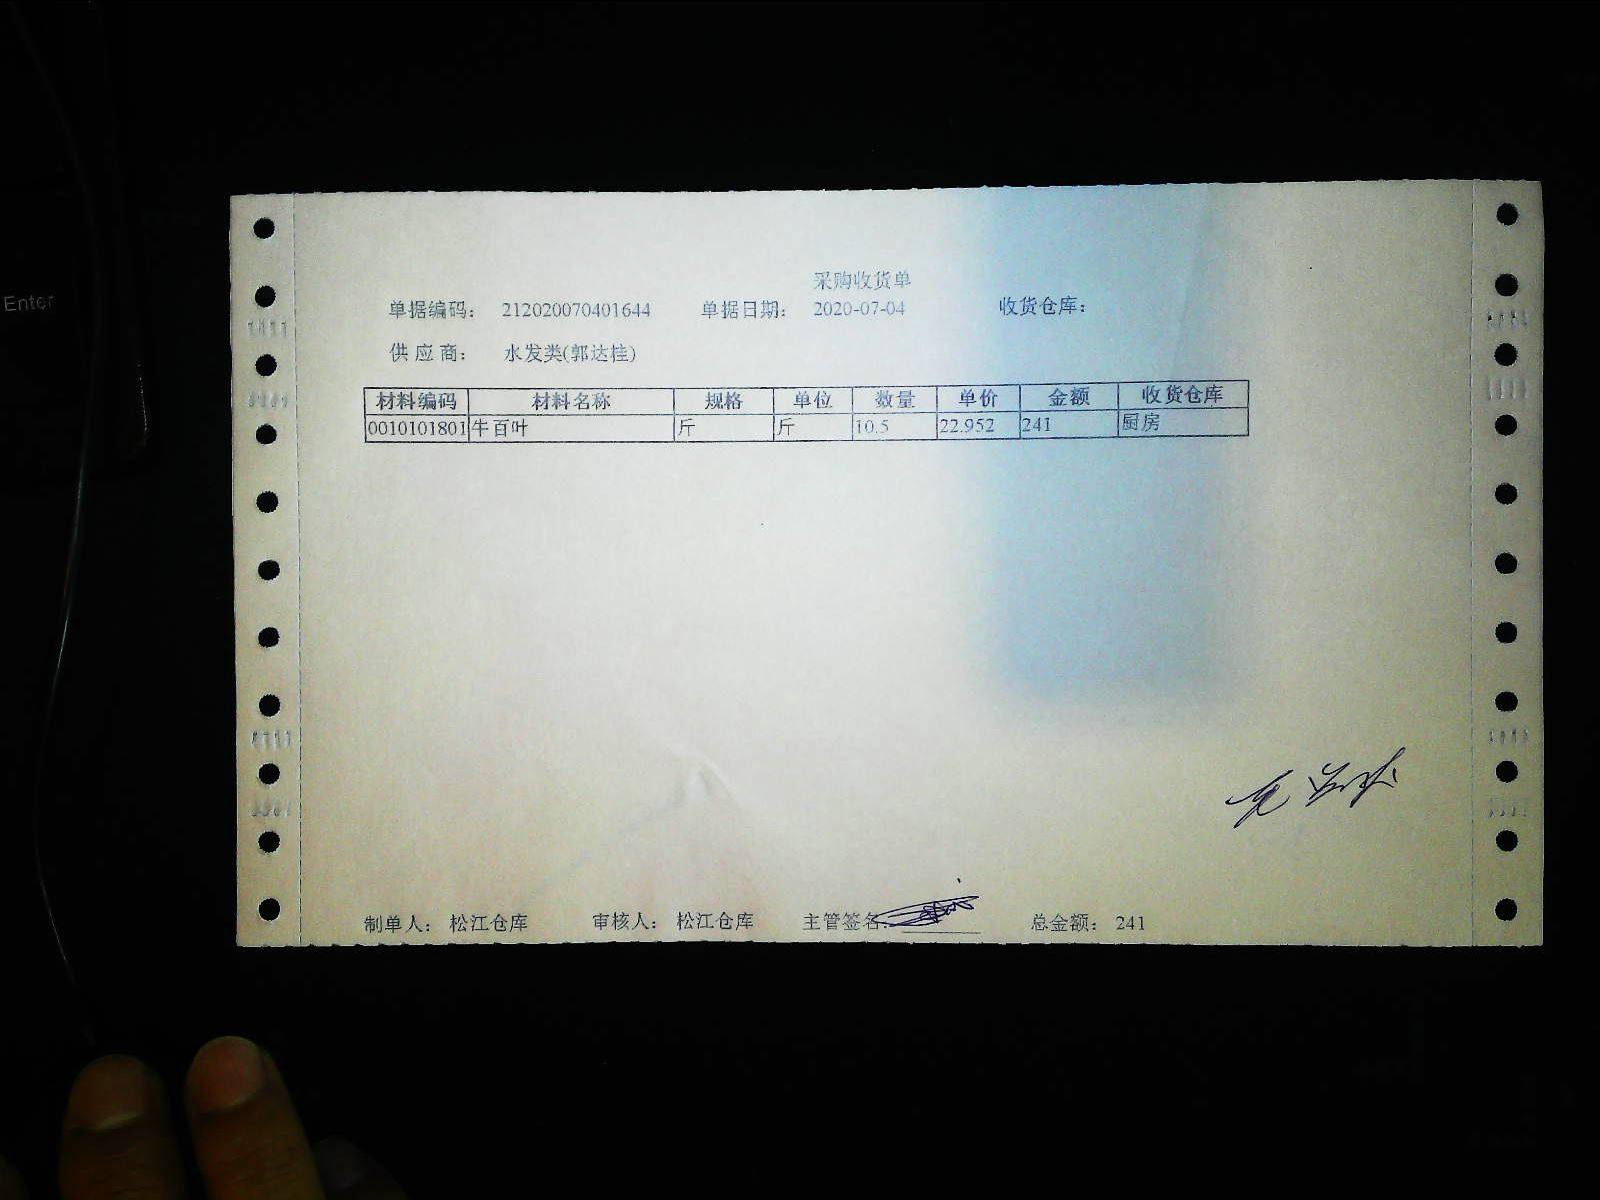 Enter
采购收货单
单据编码： 212020070401644 单据日期： 2020-07-04 收货仓库：
供应商： 水发类(郭达桂)
材料编码 材料名称 规格 单位 数量 单价 金额 收货仓库
0010101801 牛百叶 斤 斤 10.5 22.952 241 厨房
制单人： 松江仓库 审核人： 松江仓库 主管签名： 总金额： 241